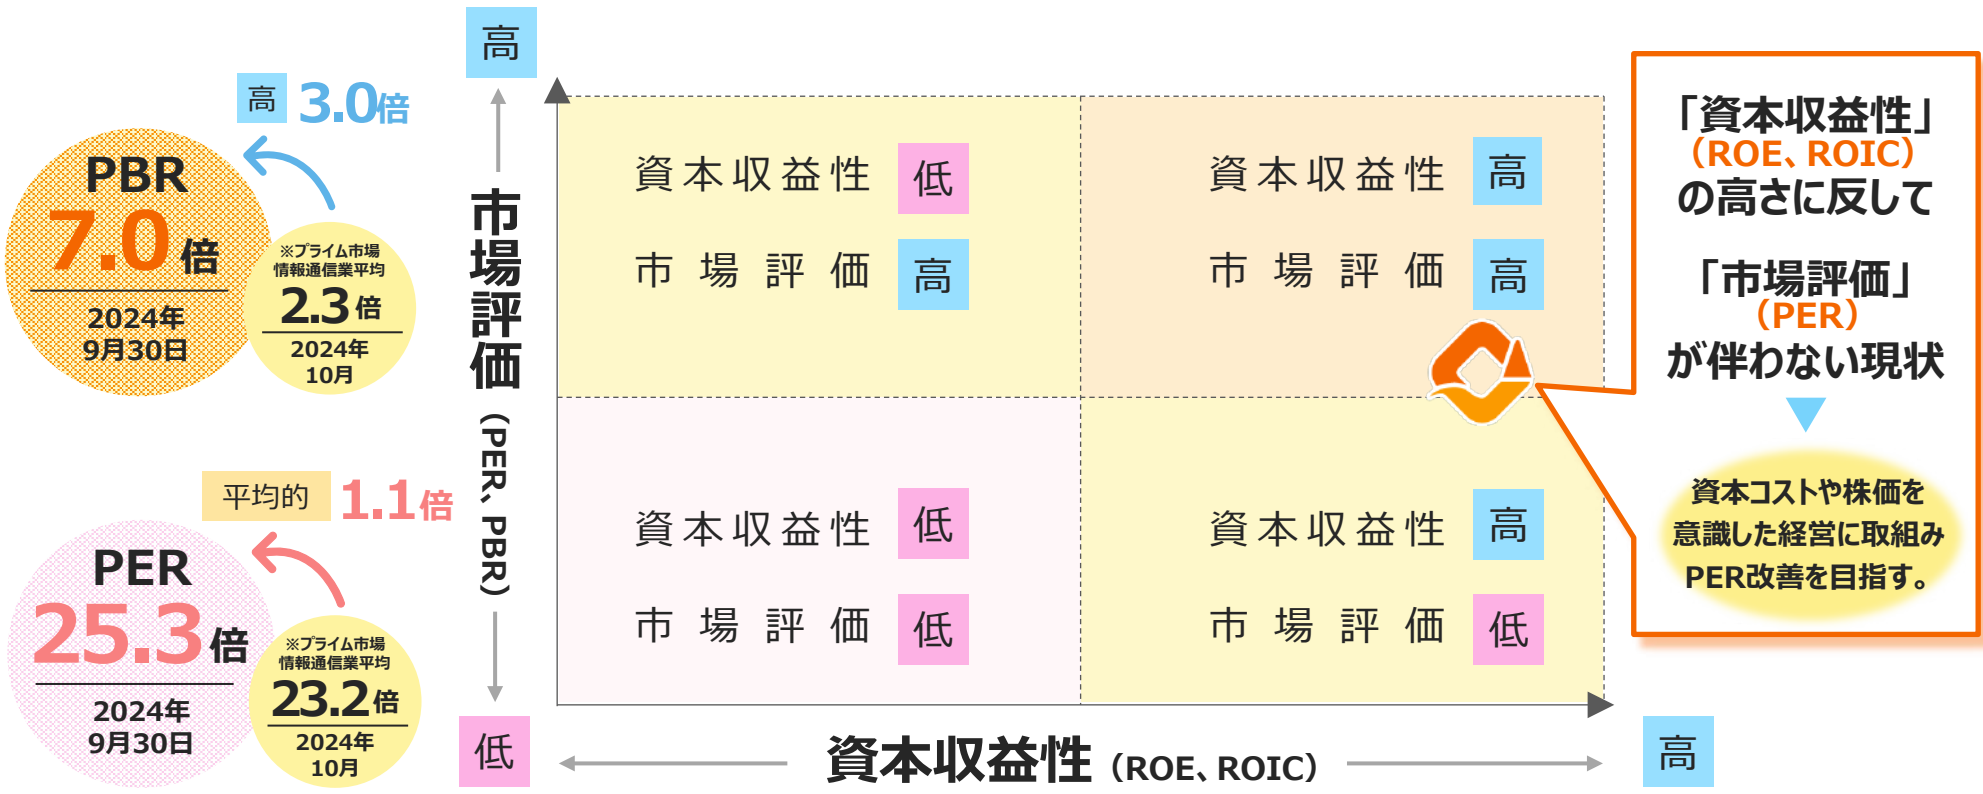 高 3.0倍
PBR
7.0倍
2024年
9月30日
※プライム市場
情報通信業平均
2.3倍
2024年
10月
平均的 1.1倍
PER
25.3倍
2024年
9月30日
※プライム市場
情報通信業平均
23.2倍
2024年
10月
高
市場評価（PER、PBR）
低
資本収益性 低
市場評価 高
資本収益性 高
市場評価 高
資本収益性 低
市場評価 低
資本収益性 高
市場評価 低
資本収益性（ROE、ROIC）
高
「資本収益性」
（ROE、ROIC）
の高さに反して
「市場評価」
（PER）
が伴わない現状
資本コストや株価を
意識した経営に取組み
PER改善を目指す。